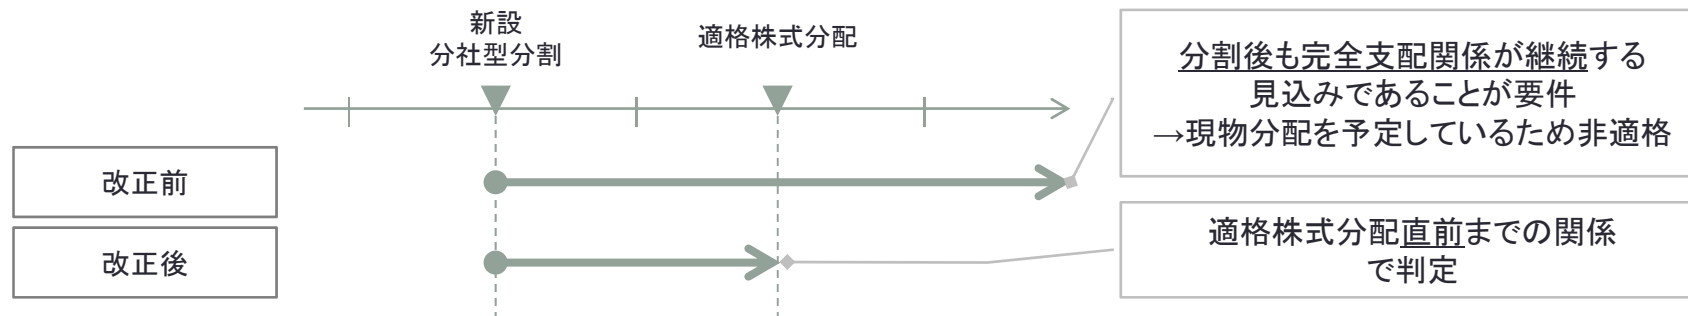 新設
分社型分割
適格株式分配
分割後も完全支配関係が継続する
見込みであることが要件
→現物分配を予定しているため非適格
改正前
改正後
適格株式分配直前までの関係
で判定